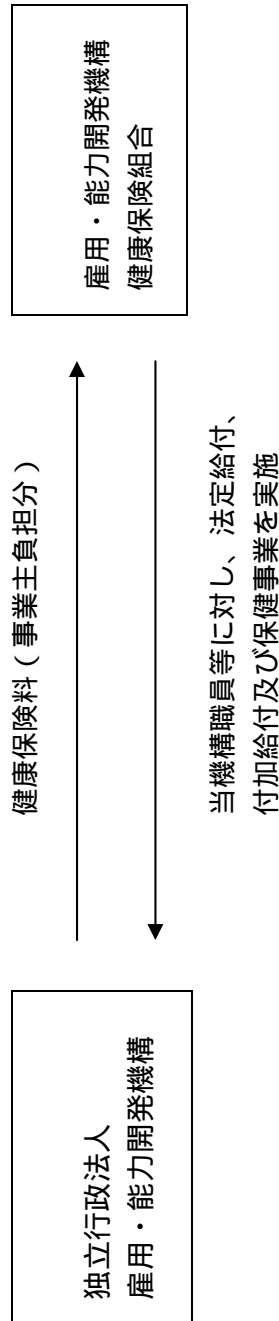 独立行政法人
雇用・能力開発機構
健康保険料（事業主負担分）
当機構職員等に対し、法定給付、
付加給付及び保健事業を実施
雇用・能力開発機構
健康保険組合